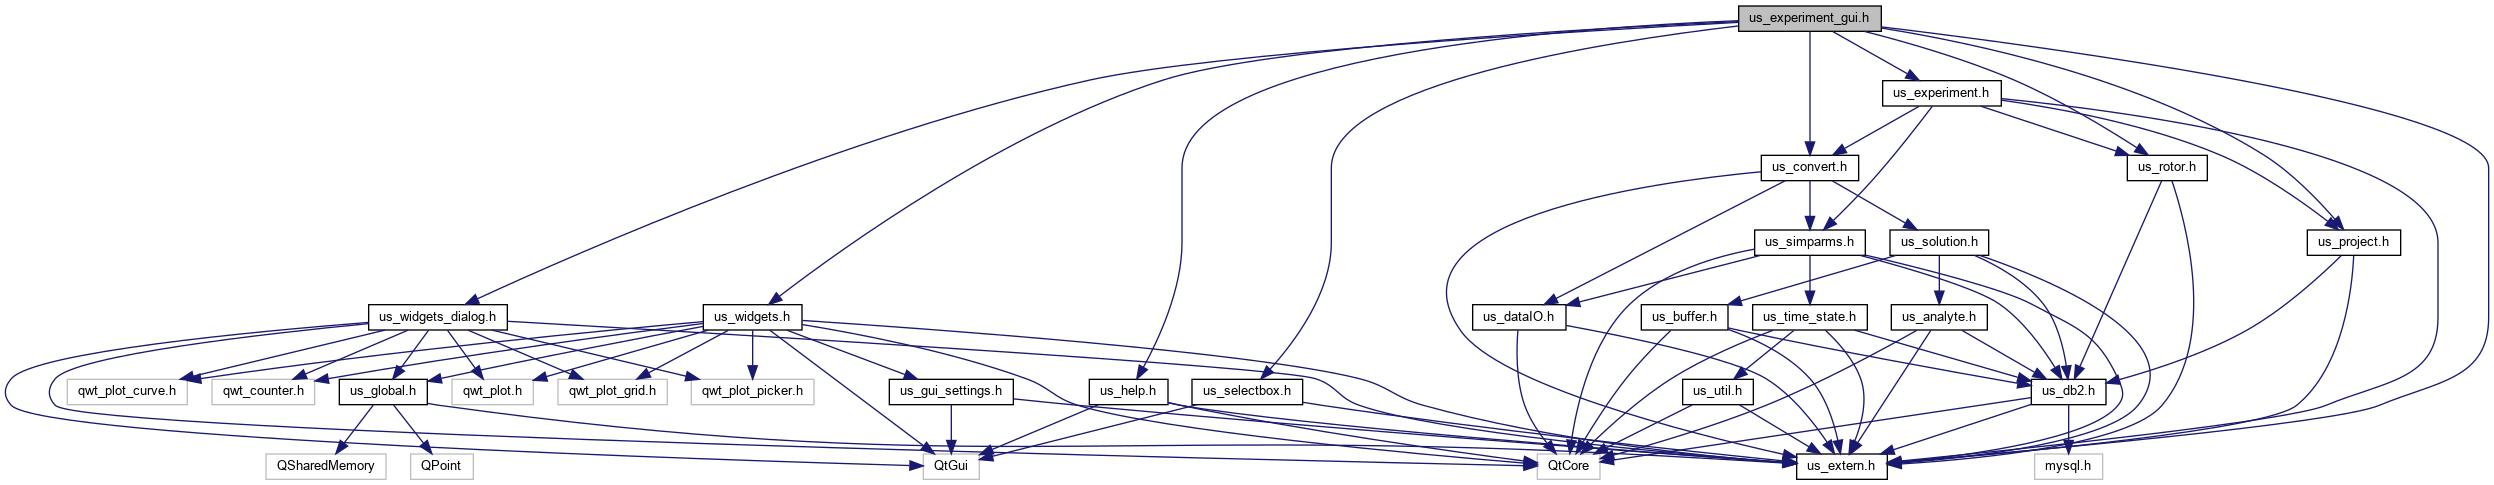 us_experiment_gui.h
us_experiment.h
us_convert.h
us_rotor.h
us_simparms.h
us_solution.h
us_project.h
us_widgets_dialog.h
us_widgets.h
us_dataIO.h
us_buffer.h
us_time_state.h
us_analyte.h
qwt_plot_curve.h
qwt_counter.h
us_global.h
qwt_plot.h
qwt_plot_grid.h
qwt_plot_picker.h
us_gui_settings.h
us_help.h
us_selectbox.h
us_util.h
us_db2.h
QSharedMemory
QPoint
QtGui
QtCore
us_extern.h
mysql.h